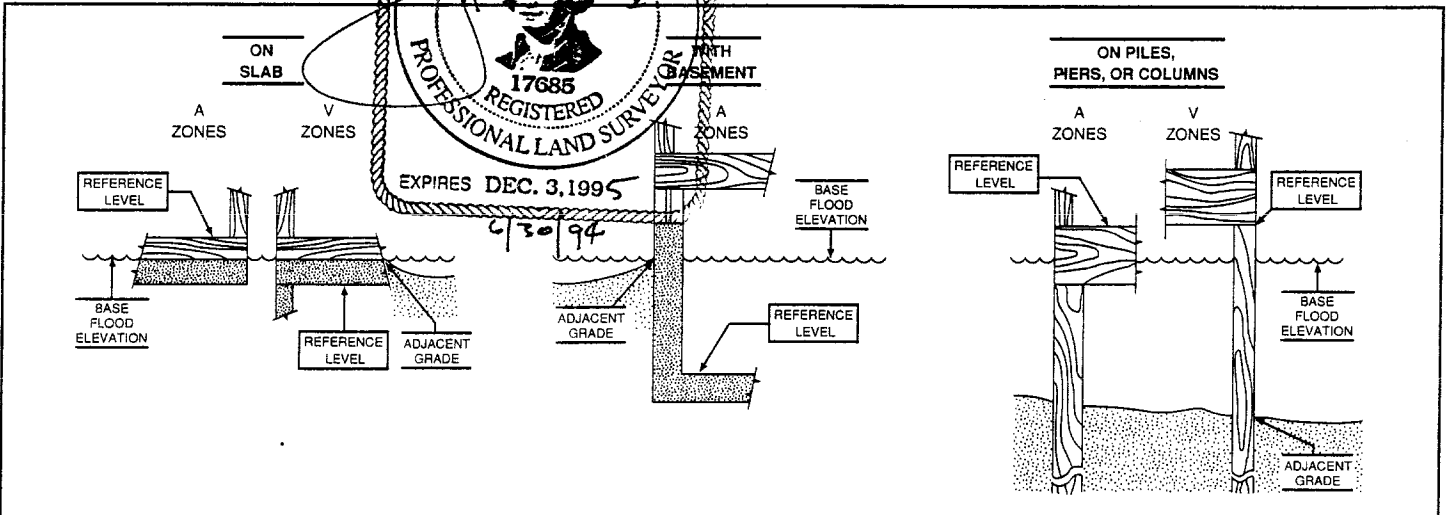 ON
SLAB
A
ZONES
V
ZONES
REFERENCE
LEVEL
BASE
FLOOD
ELEVATION
REFERENCE
LEVEL
ADJACENT
GRADE
17685
REGISTERED
PROFESSIONAL LAND SURVEYOR
EXPIRES DEC. 3, 1995
6/30/94
WITH
BASEMENT
A
ZONES
BASE
FLOOD
ELEVATION
ADJACENT
GRADE
REFERENCE
LEVEL
ON PILES,
PIERS, OR COLUMNS
A
ZONES
V
ZONES
REFERENCE
LEVEL
REFERENCE
LEVEL
BASE
FLOOD
ELEVATION
ADJACENT
GRADE